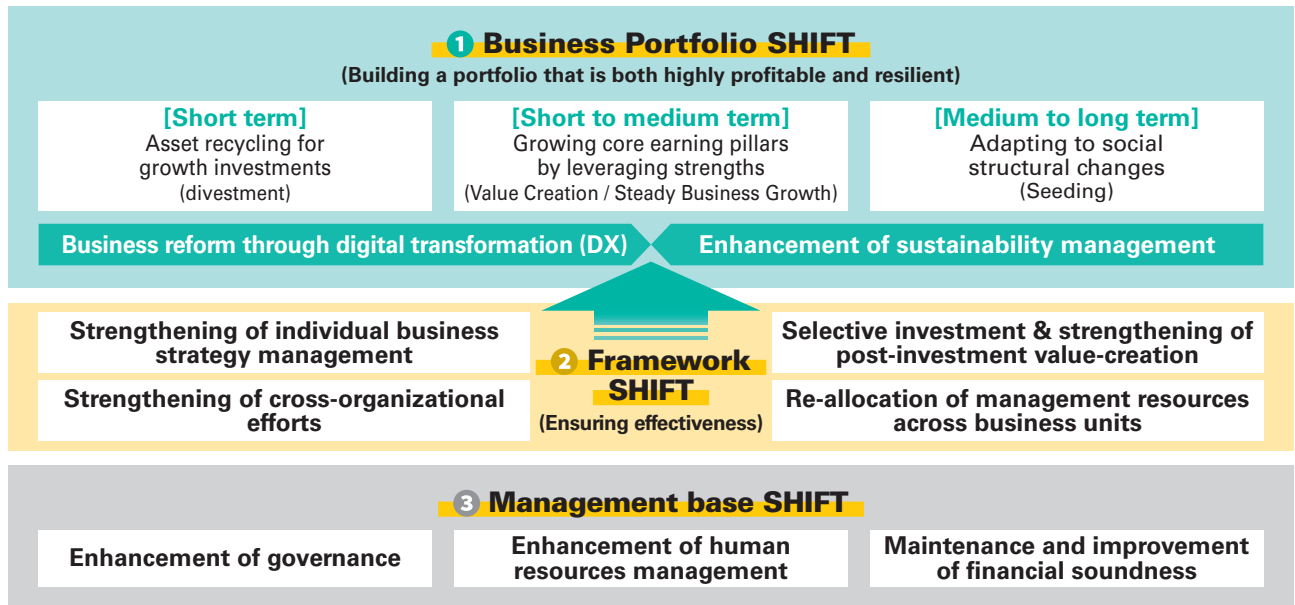 1 Business Portfolio SHIFT
(Building a portfolio that is both highly profitable and resilient)
[Short term]
Asset recycling for
growth investments
(divestment)
[Short to medium term]
Growing core earning pillars
by leveraging strengths
(Value Creation / Steady Business Growth)
[Medium to long term]
Adapting to social
structural changes
(Seeding)
Business reform through digital transformation (DX)
Enhancement of sustainability management
Strengthening of individual business
strategy management
Strengthening of cross-organizational
efforts
2 Framework
SHIFT
(Ensuring effectiveness)
Selective investment & strengthening of
post-investment value-creation
Re-allocation of management resources
across business units
3 Management base SHIFT
Enhancement of governance
Enhancement of human
resources management
Maintenance and improvement
of financial soundness